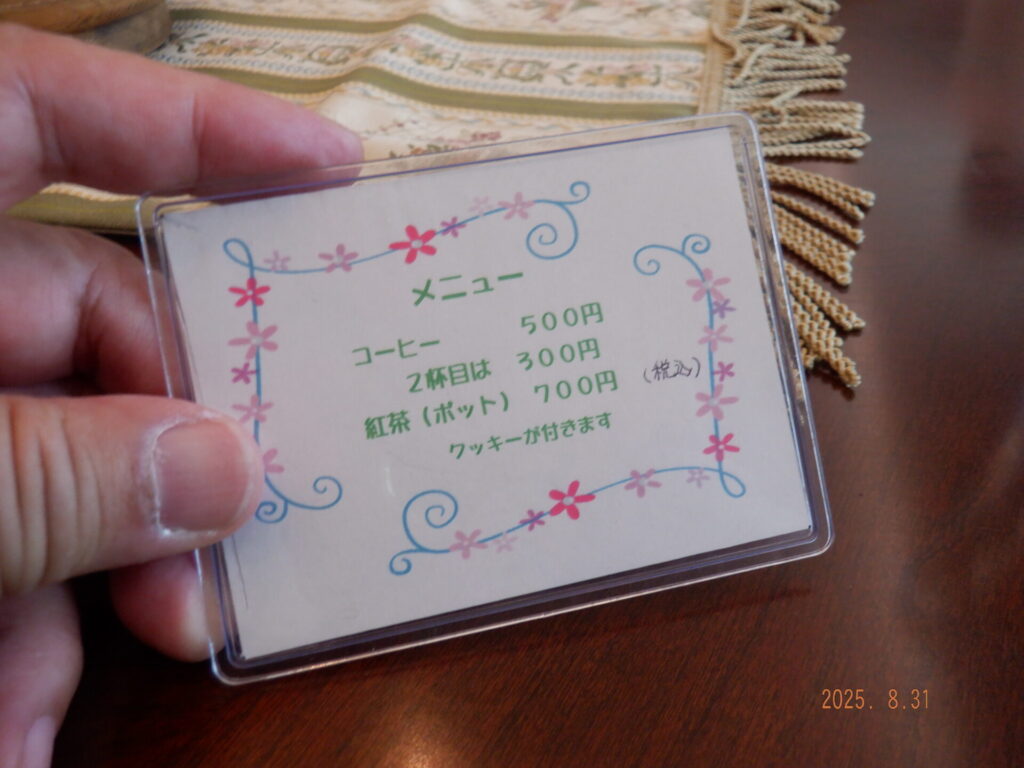 メニュー
コーヒー 500円
2杯目は 300円
紅茶（ポット） 700円 （税込）
クッキーが付きます
2025. 8.31